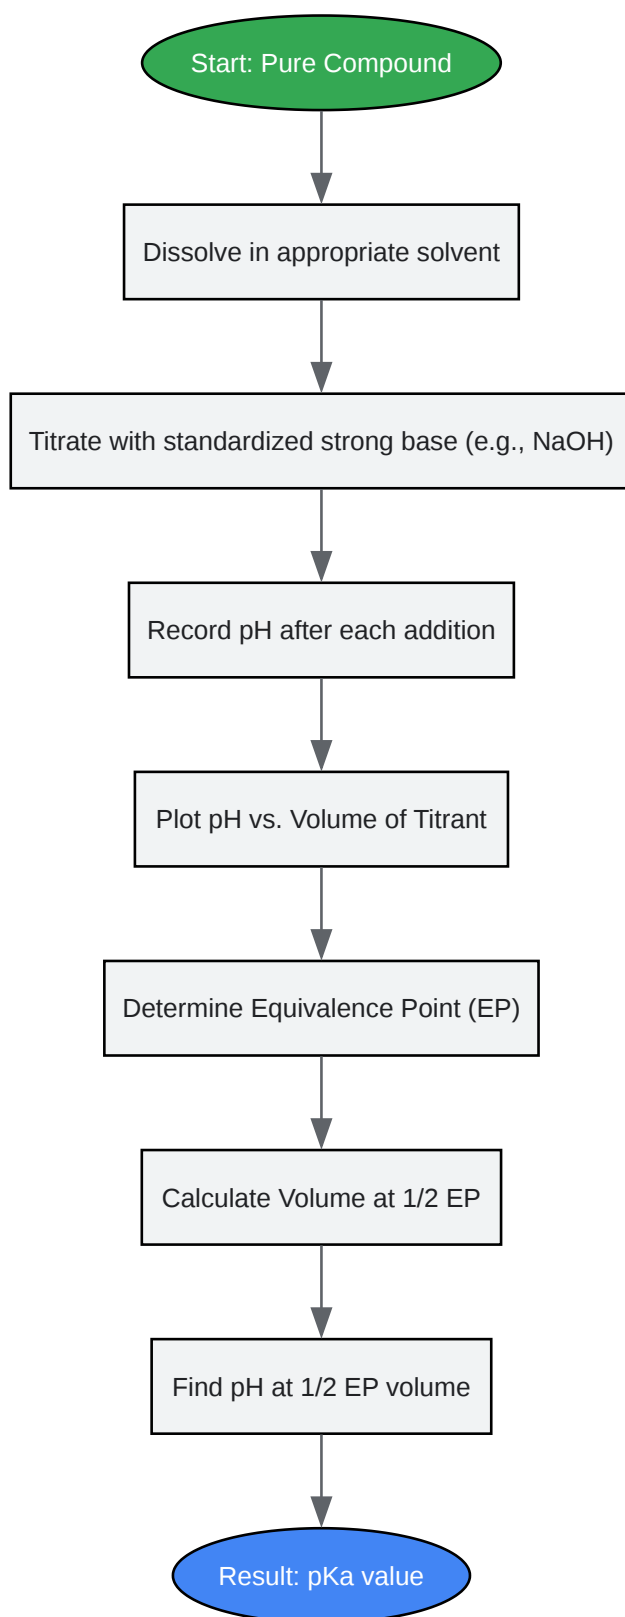 Start: Pure Compound
Dissolve in appropriate solvent
Titrate with standardized strong base (e.g., NaOH)
Record pH after each addition
Plot pH vs. Volume of Titrant
Determine Equivalence Point (EP)
Calculate Volume at 1/2 EP
Find pH at 1/2 EP volume
Result: pKa value